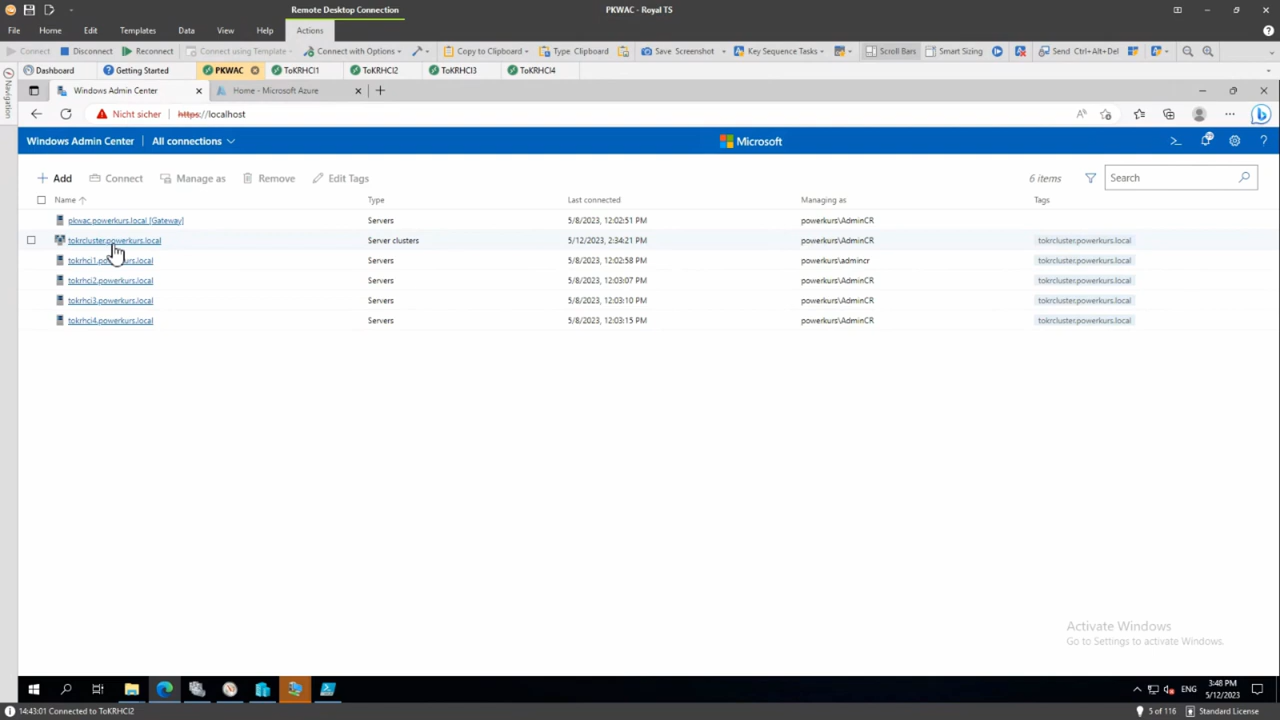 Remote Desktop Connection
PKWAC - Royal TS
File Home Edit Templates Data View Help Actions
Connect Disconnect Reconnect Connect using Template Connect with Options Copy to Clipboard Type Clipboard Save Screenshot Key Sequence Tasks Scroll Bars Smart Sizing Send Ctrl+Alt+Del
Navigation
Dashboard Getting Started PKWAC ToKRHCI1 ToKRHCI2 ToKRHCI3 ToKRHCI4
Windows Admin Center Home - Microsoft Azure
Nicht sicher https://localhost
Windows Admin Center All connections Microsoft
Add Connect Manage as Remove Edit Tags 6 items Search
Name Type Last connected Managing as Tags
pkwac.powerkurs.local [Gateway] Servers 5/8/2023, 12:02:51 PM powerkurs\AdminCR
tokrcluster.powerkurs.local Server clusters 5/12/2023, 2:34:21 PM powerkurs\AdminCR tokrcluster.powerkurs.local
tokrhci1.powerkurs.local Servers 5/8/2023, 12:02:58 PM powerkurs\admincr tokrcluster.powerkurs.local
tokrhci2.powerkurs.local Servers 5/8/2023, 12:03:07 PM powerkurs\AdminCR tokrcluster.powerkurs.local
tokrhci3.powerkurs.local Servers 5/8/2023, 12:03:10 PM powerkurs\AdminCR tokrcluster.powerkurs.local
tokrhci4.powerkurs.local Servers 5/8/2023, 12:03:15 PM powerkurs\AdminCR tokrcluster.powerkurs.local
Activate Windows
Go to Settings to activate Windows.
ENG 3:48 PM
5/12/2023
14:43:01 Connected to ToKRHCI2 5 of 116 Standard License